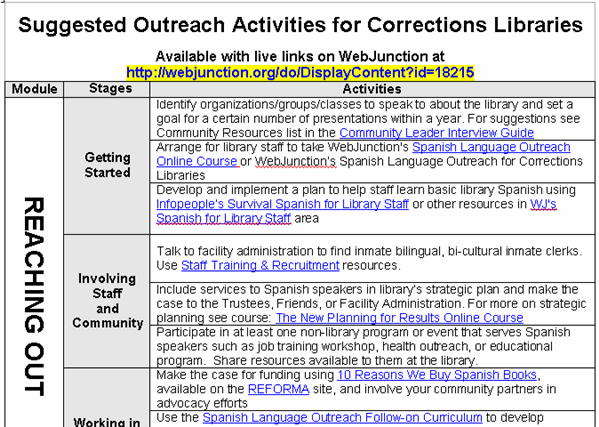 Suggested Outreach Activities for Corrections Libraries
Available with live links on WebJunction at
http://webjunction.org/do/DisplayContent?id=18215
Module
Stages
Activities
REACHING OUT
Getting
Started
Identify organizations/groups/classes to speak to about the library and set a
goal for a certain number of presentations within a year. For suggestions see
Community Resources list in the Community Leader Interview Guide
Arrange for library staff to take WebJunction's Spanish Language Outreach
Online Course or WebJunction's Spanish Language Outreach for Corrections
Libraries
Develop and implement a plan to help staff learn basic library Spanish using
Infopeople's Survival Spanish for Library Staff or other resources in WJ's
Spanish for Library Staff area
Involving
Staff
and
Community
Talk to facility administration to find inmate bilingual, bi-cultural inmate clerks.
Use Staff Training & Recruitment resources.
Include services to Spanish speakers in library's strategic plan and make the
case to the Trustees, Friends, or Facility Administration. For more on strategic
planning see course: The New Planning for Results Online Course
Participate in at least one non-library program or event that serves Spanish
speakers such as job training workshop, health outreach, or educational
program. Share resources available to them at the library.
Working in
Make the case for funding using 10 Reasons We Buy Spanish Books,
available on the REFORMA site, and involve your community partners in
advocacy efforts
Use the Spanish Language Outreach Follow-on Curriculum to develop